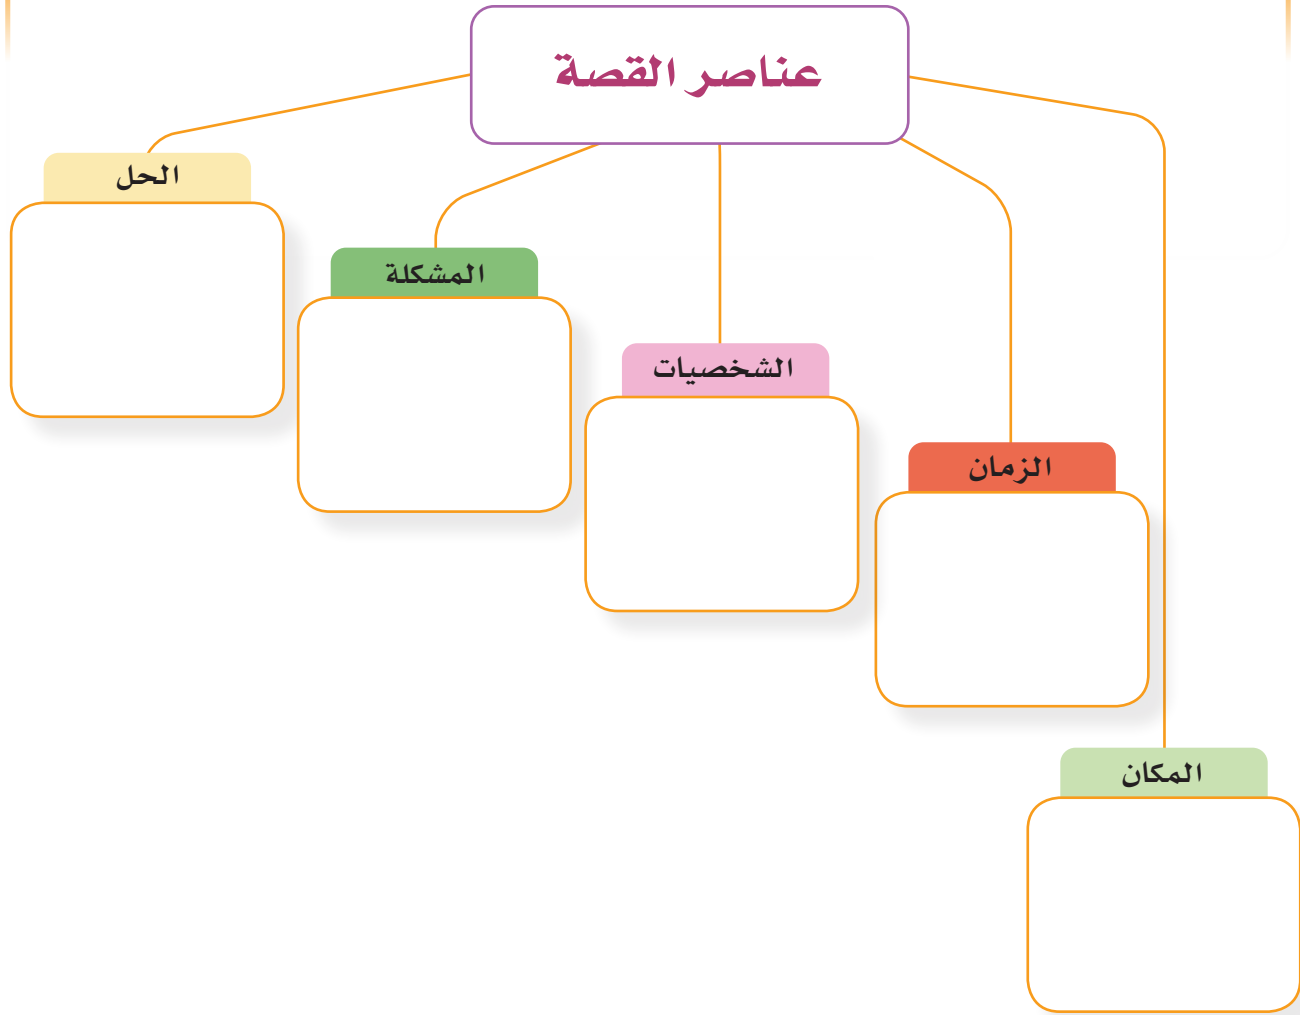 عناصر القصة
الحل
المشكلة
الشخصيات
الزمان
المكان